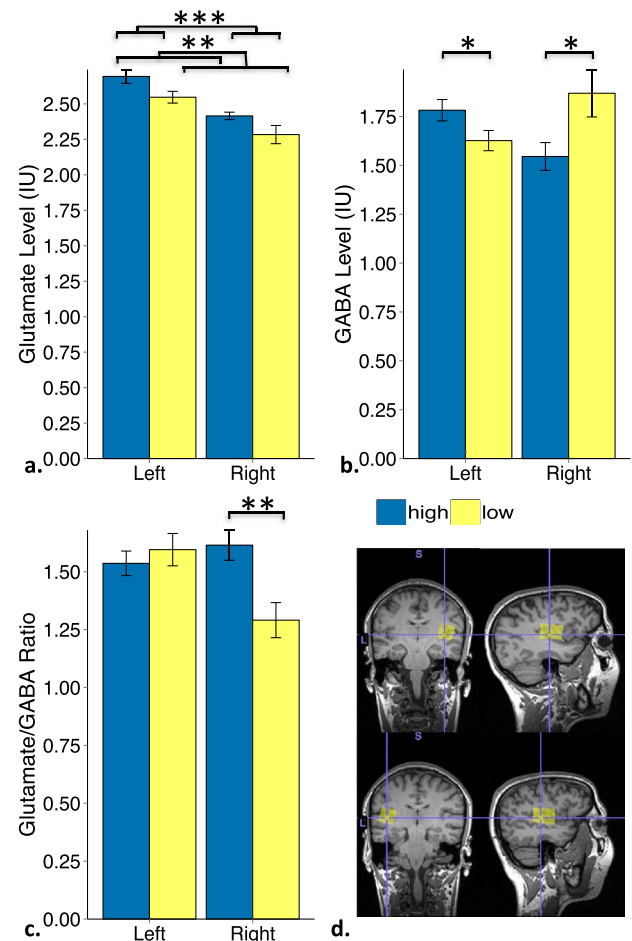 ***
**
Glutamate Level (IU)
2.50
2.25
2.00
1.75
1.50
1.25
1.00
0.75
0.50
0.25
0.00
Left Right
a.
* *
GABA Level (IU)
1.75
1.50
1.25
1.00
0.75
0.50
0.25
0.00
Left Right
b.
high low
**
Glutamate/GABA Ratio
1.50
1.25
1.00
0.75
0.50
0.25
0.00
Left Right
c.
S
L
S
L
d.